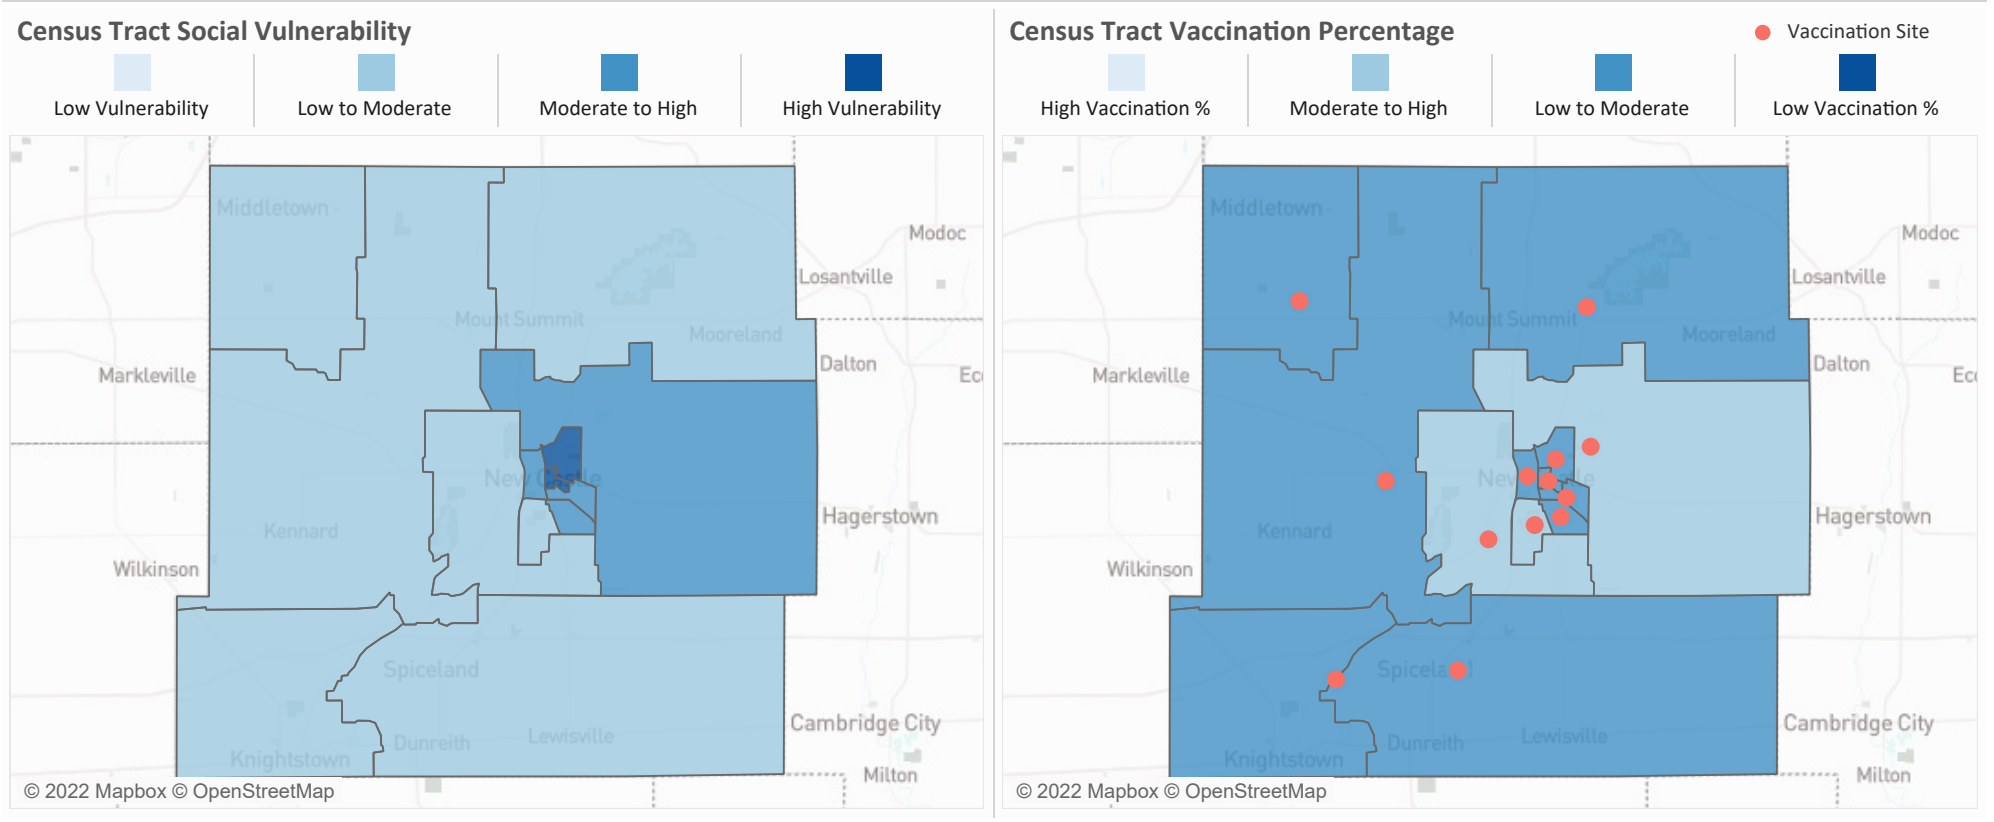 Census Tract Social Vulnerability
Low Vulnerability
Low to Moderate
Moderate to High
High Vulnerability
Middletown
Modoc
Losantville
Mount Summit
Mooreland
Dalton
Markleville
New Castle
Hagerstown
Kennard
Wilkinson
Spiceland
Cambridge City
Dunreith
Lewisville
Knightstown
Milton
© 2022 Mapbox © OpenStreetMap
Census Tract Vaccination Percentage
Vaccination Site
High Vaccination %
Moderate to High
Low to Moderate
Low Vaccination %
Middletown
Modoc
Losantville
Mount Summit
Mooreland
Dalton
Markleville
Hagerstown
Kennard
Wilkinson
Cambridge City
Dunreith
Lewisville
Knightstown
Milton
© 2022 Mapbox © OpenStreetMap